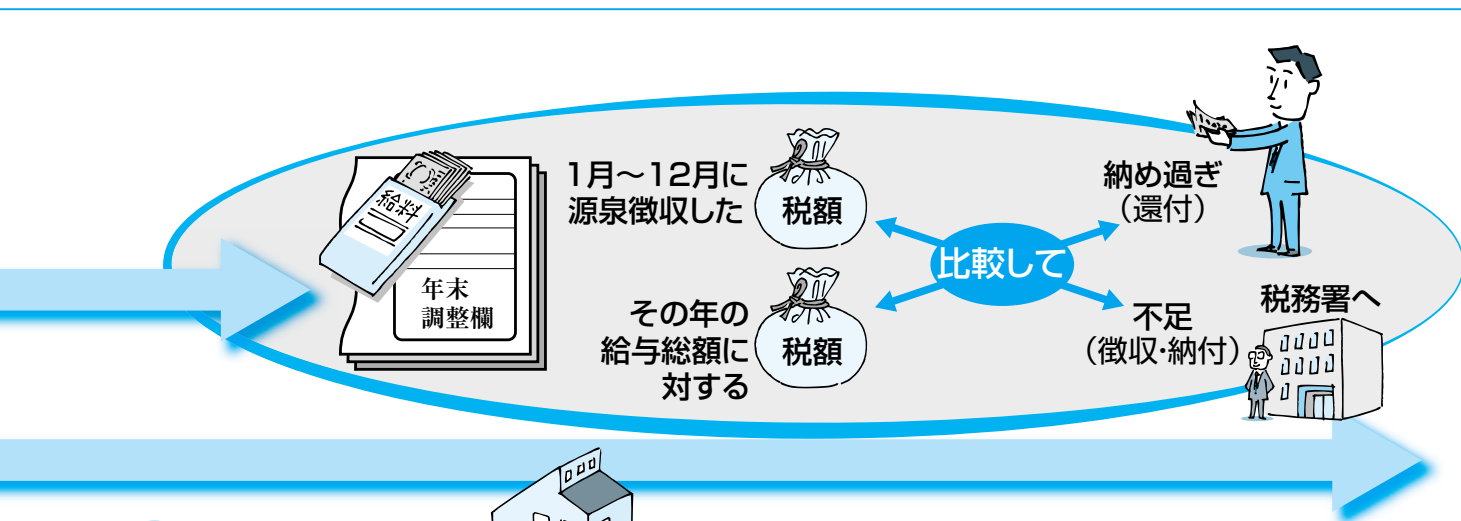 給料
年末
調整欄
1月〜12月に
源泉徴収した
税額
その年の
給与総額に
対する
税額
比較して
納め過ぎ
（還付）
不足
（徴収・納付）
税務署へ